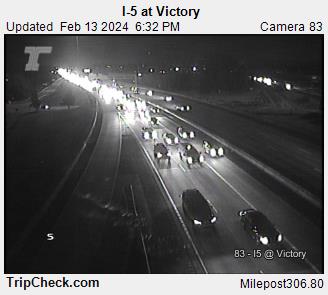 I-5 at Victory
Updated Feb 13 2024 6:32 PM Camera 83
T
S
83 - I5 @ Victory
TripCheck.com Milepost306.80